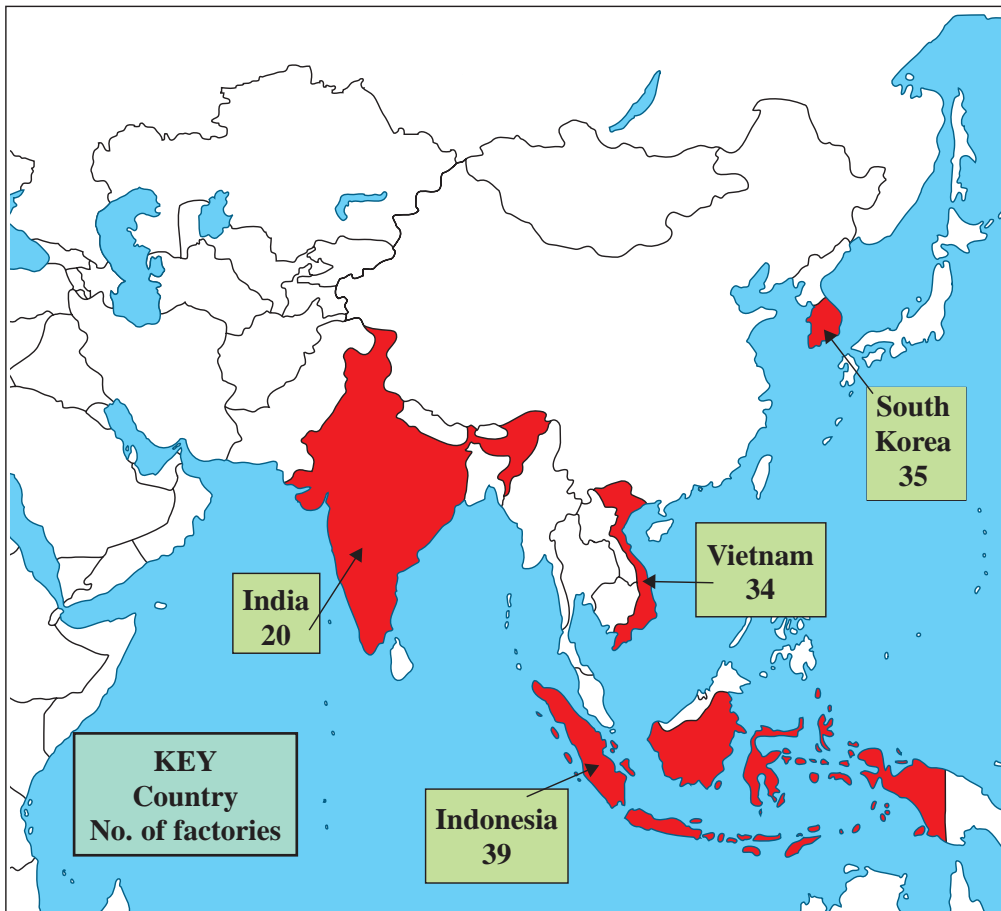 South
Korea
35
Vietnam
34
India
20
KEY
Country
No. of factories
Indonesia
39